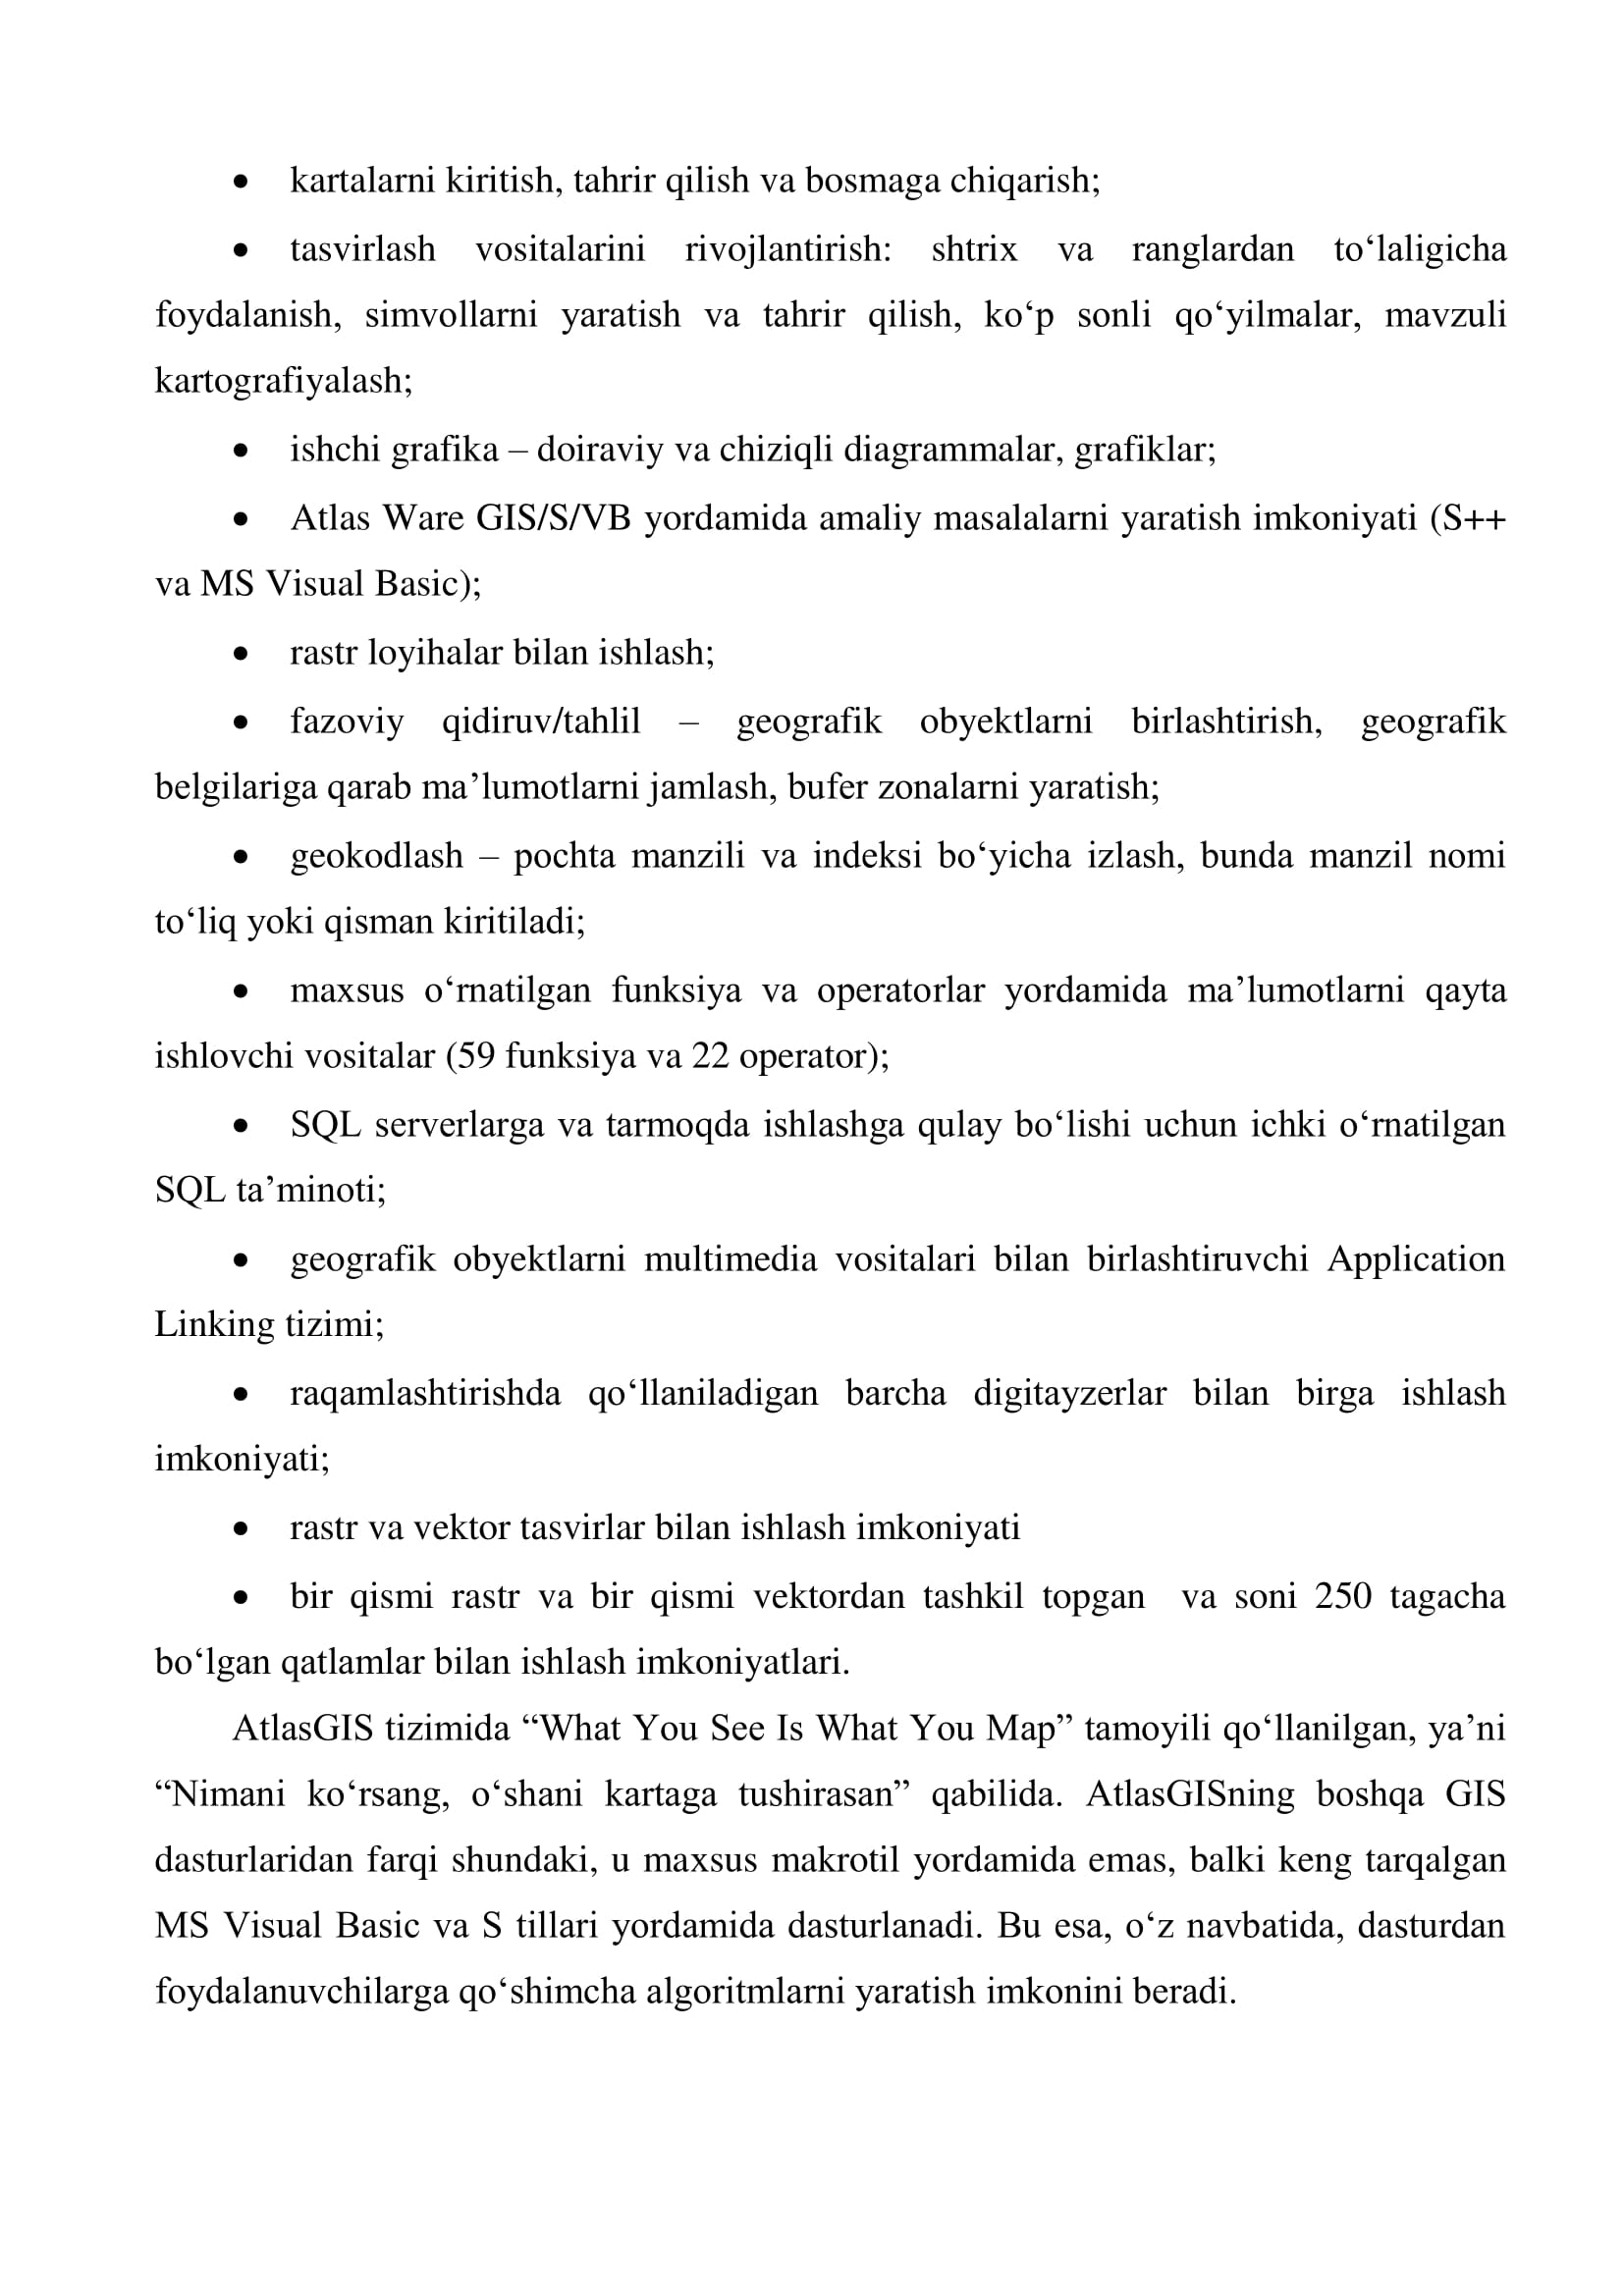 • kartalarni kiritish, tahrir qilish va bosmaga chiqarish;
• tasvirlash vositalarini rivojlantirish: shtrix va ranglardan to‘laligicha
foydalanish, simvollarni yaratish va tahrir qilish, ko‘p sonli qo‘yilmalar, mavzuli
kartografiyalash;
• ishchi grafika – doiraviy va chiziqli diagrammalar, grafiklar;
• Atlas Ware GIS/S/VB yordamida amaliy masalalarni yaratish imkoniyati (S++
va MS Visual Basic);
• rastr loyihalar bilan ishlash;
• fazoviy qidiruv/tahlil – geografik obyektlarni birlashtirish, geografik
belgilariga qarab ma’lumotlarni jamlash, bufer zonalarni yaratish;
• geokodlash – pochta manzili va indeksi bo‘yicha izlash, bunda manzil nomi
to‘liq yoki qisman kiritiladi;
• maxsus o‘rnatilgan funksiya va operatorlar yordamida ma’lumotlarni qayta
ishlovchi vositalar (59 funksiya va 22 operator);
• SQL serverlarga va tarmoqda ishlashga qulay bo‘lishi uchun ichki o‘rnatilgan
SQL ta’minoti;
• geografik obyektlarni multimedia vositalari bilan birlashtiruvchi Application
Linking tizimi;
• raqamlashtirishda qo‘llaniladigan barcha digitayzerlar bilan birga ishlash
imkoniyati;
• rastr va vektor tasvirlar bilan ishlash imkoniyati
• bir qismi rastr va bir qismi vektordan tashkil topgan va soni 250 tagacha
bo‘lgan qatlamlar bilan ishlash imkoniyatlari.
AtlasGIS tizimida “What You See Is What You Map” tamoyili qo‘llanilgan, ya’ni
“Nimani ko‘rsang, o‘shani kartaga tushirasan” qabilida. AtlasGISning boshqa GIS
dasturlaridan farqi shundaki, u maxsus makrotil yordamida emas, balki keng tarqalgan
MS Visual Basic va S tillari yordamida dasturlanadi. Bu esa, o‘z navbatida, dasturdan
foydalanuvchilarga qo‘shimcha algoritmlarni yaratish imkonini beradi.